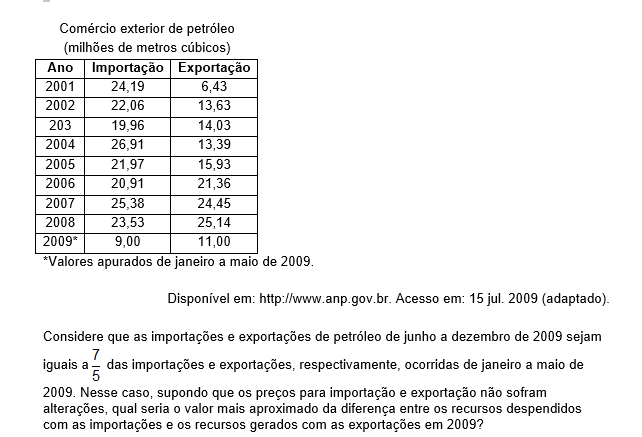 Comércio exterior de petróleo
(milhões de metros cúbicos)
Ano Importação Exportação
2001 24,19 6,43
2002 22,06 13,63
203 19,96 14,03
2004 26,91 13,39
2005 21,97 15,93
2006 20,91 21,36
2007 25,38 24,45
2008 23,53 25,14
2009* 9,00 11,00
*Valores apurados de janeiro a maio de 2009.
Disponível em: http://www.anp.gov.br. Acesso em: 15 jul. 2009 (adaptado).
Considere que as importações e exportações de petróleo de junho a dezembro de 2009 sejam
iguais a 7/5 das importações e exportações, respectivamente, ocorridas de janeiro a maio de
2009. Nesse caso, supondo que os preços para importação e exportação não sofram
alterações, qual seria o valor mais aproximado da diferença entre os recursos despendidos
com as importações e os recursos gerados com as exportações em 2009?